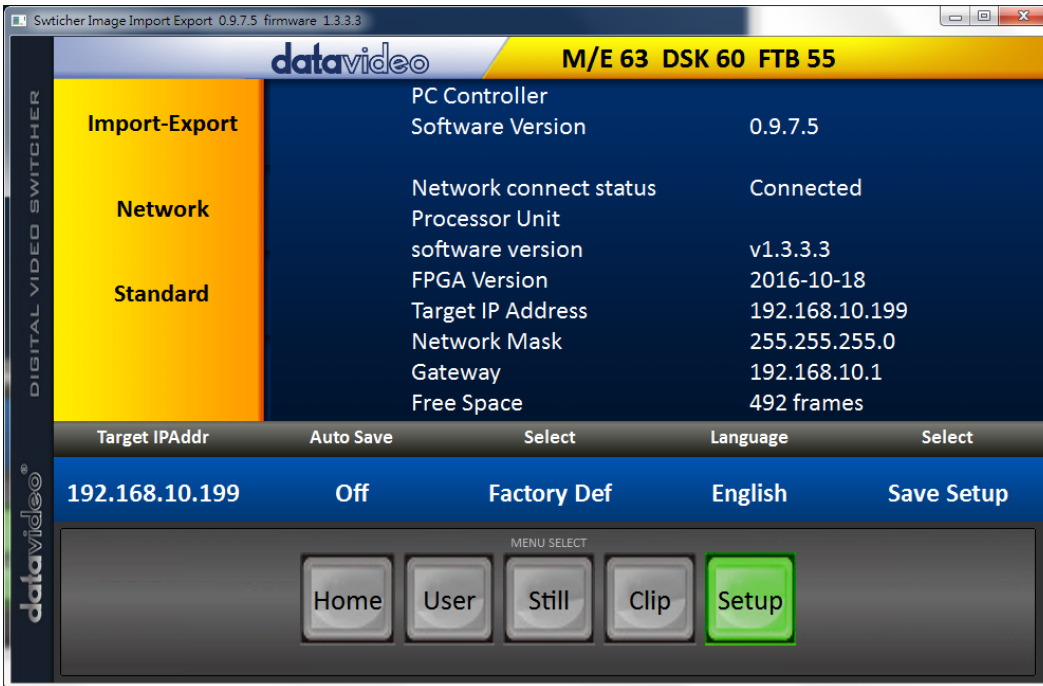 Swticher Image Import Export 0.9.7.5 firmware 1.3.3.3
datavideo M/E 63 DSK 60 FTB 55
DIGITAL VIDEO SWITCHER
datavideo®
Import-Export
Network
Standard
PC Controller
Software Version 0.9.7.5
Network connect status Connected
Processor Unit
software version v1.3.3.3
FPGA Version 2016-10-18
Target IP Address 192.168.10.199
Network Mask 255.255.255.0
Gateway 192.168.10.1
Free Space 492 frames
Target IPAddr Auto Save Select Language Select
192.168.10.199 Off Factory Def English Save Setup
MENU SELECT
Home User Still Clip Setup